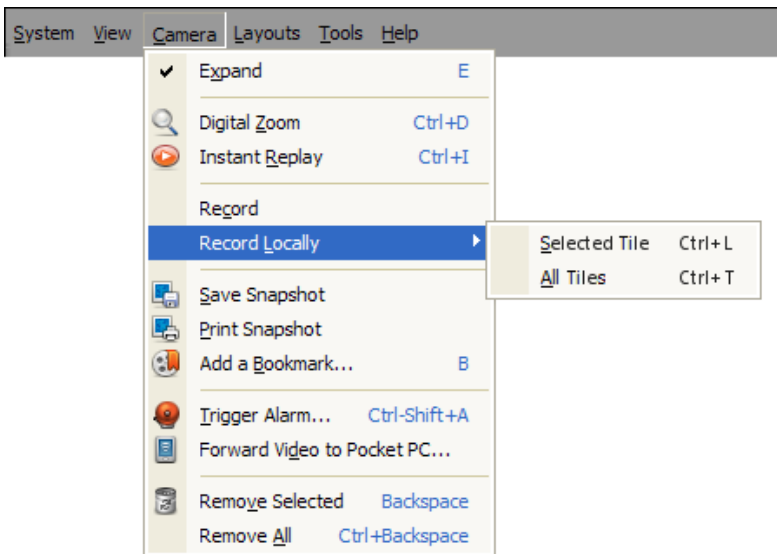 System View Camera Layouts Tools Help
Expand E
Digital Zoom Ctrl+D
Instant Replay Ctrl+I
Record
Record Locally
Selected Tile Ctrl+L
All Tiles Ctrl+T
Save Snapshot
Print Snapshot
Add a Bookmark... B
Trigger Alarm... Ctrl-Shift+A
Forward Video to Pocket PC...
Remove Selected Backspace
Remove All Ctrl+Backspace